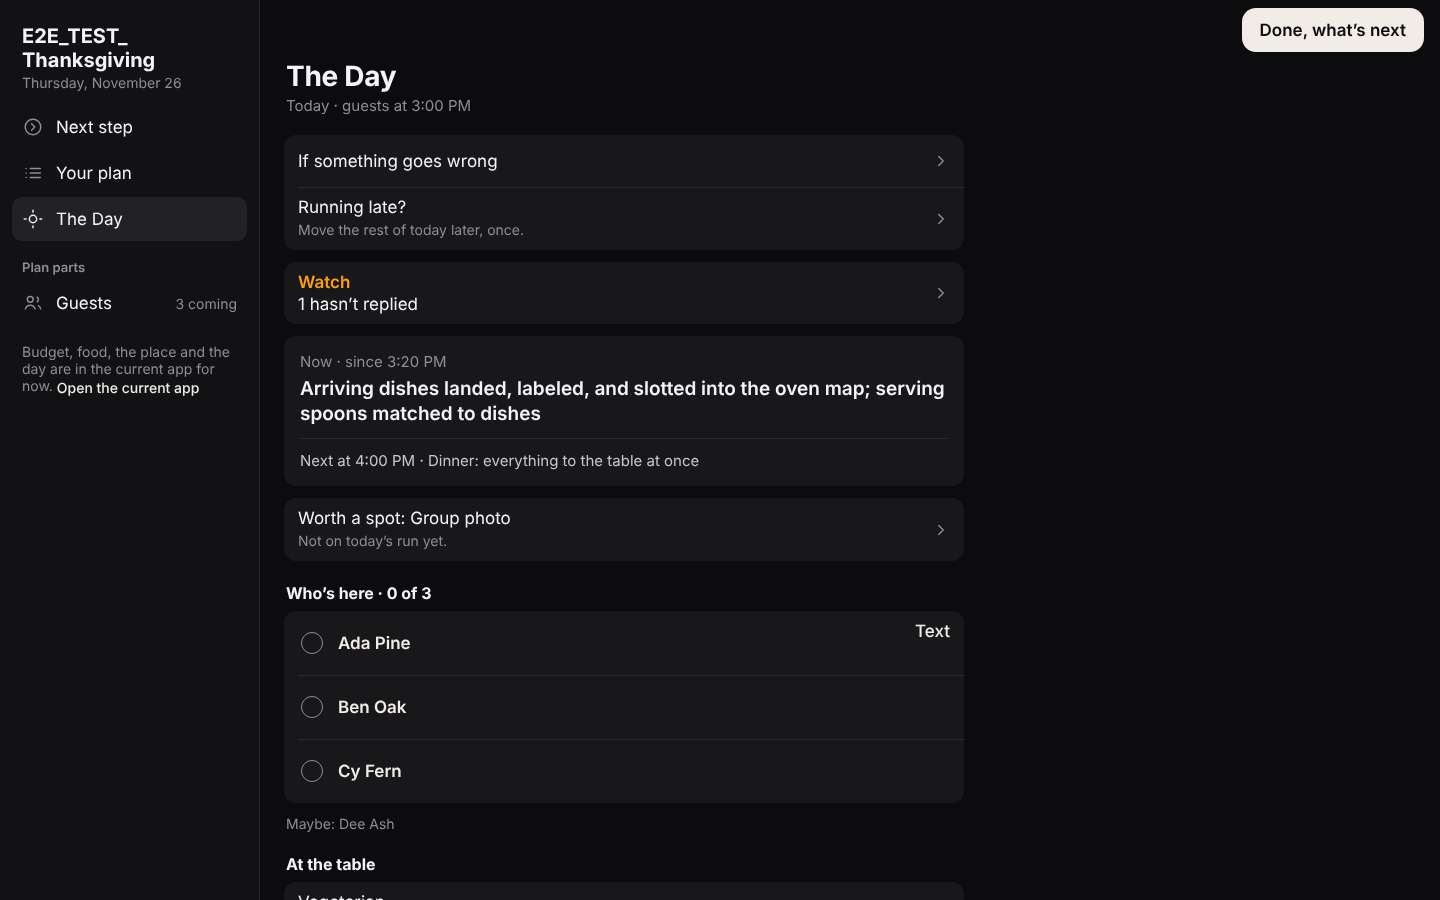 E2E_TEST_
Thanksgiving
Thursday, November 26
Next step
Your plan
The Day
Plan parts
Guests
3 coming
Budget, food, the place and the
day are in the current app for
now. Open the current app
Done, what’s next
The Day
Today · guests at 3:00 PM
If something goes wrong
Running late?
Move the rest of today later, once.
Watch
1 hasn’t replied
Now · since 3:20 PM
Arriving dishes landed, labeled, and slotted into the oven map; serving
spoons matched to dishes
Next at 4:00 PM · Dinner: everything to the table at once
Worth a spot: Group photo
Not on today’s run yet.
Who’s here · 0 of 3
Ada Pine
Text
Ben Oak
Cy Fern
Maybe: Dee Ash
At the table
Vegetarian